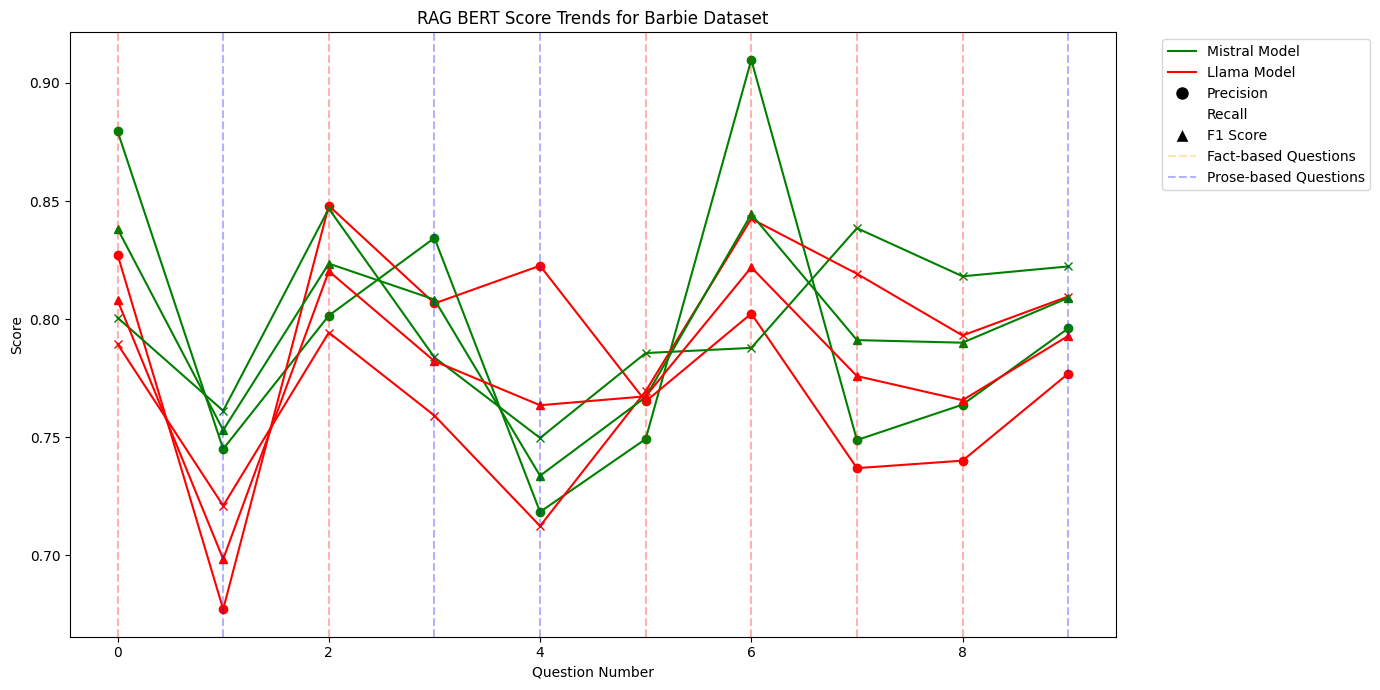 RAG BERT Score Trends for Barbie Dataset
Mistral Model
Llama Model
Precision
Recall
F1 Score
Fact-based Questions
Prose-based Questions
Score
0.90
0.85
0.80
0.75
0.70
0 2 4 6 8
Question Number